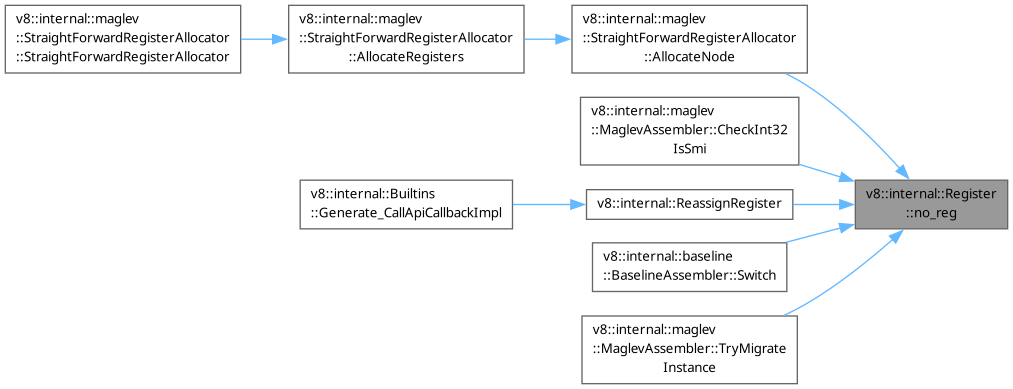 v8::internal::maglev
::StraightForwardRegisterAllocator
::StraightForwardRegisterAllocator
v8::internal::maglev
::StraightForwardRegisterAllocator
::AllocateRegisters
v8::internal::maglev
::StraightForwardRegisterAllocator
::AllocateNode
v8::internal::maglev
::MaglevAssembler::CheckInt32
IsSmi
v8::internal::Builtins
::Generate_CallApiCallbackImpl
v8::internal::ReassignRegister
v8::internal::Register
::no_reg
v8::internal::baseline
::BaselineAssembler::Switch
v8::internal::maglev
::MaglevAssembler::TryMigrate
Instance